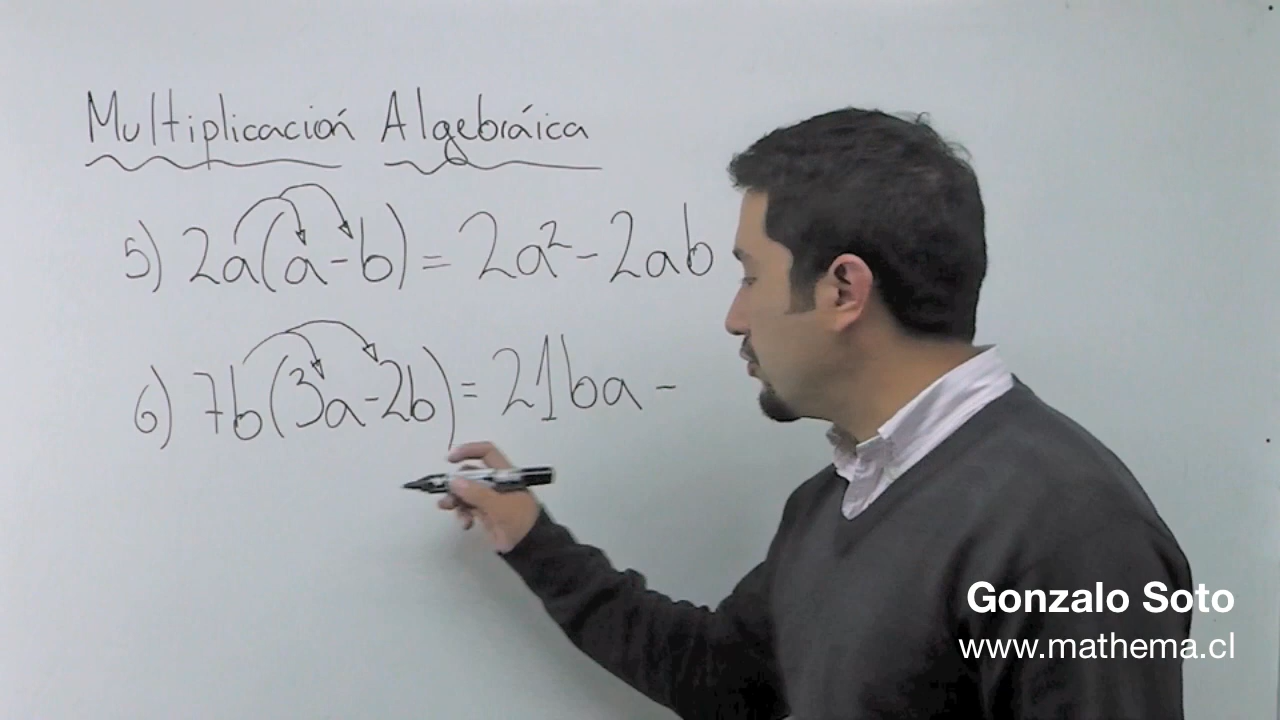 Multiplicación Algebráica
5) 2a(a-b) = 2a²-2ab
6) 7b(3a-2b) = 21ba -
Gonzalo Soto
www.mathema.cl